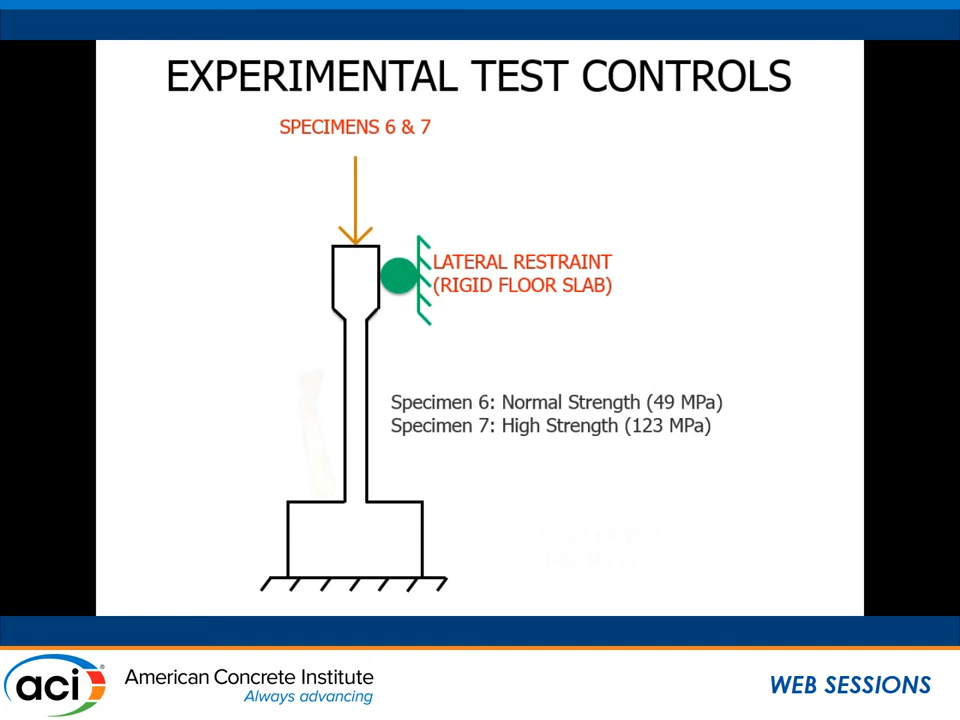 EXPERIMENTAL TEST CONTROLS
SPECIMENS 6 & 7
LATERAL RESTRAINT
(RIGID FLOOR SLAB)
Specimen 6: Normal Strength (49 MPa)
Specimen 7: High Strength (123 MPa)
aci
American Concrete Institute
Always advancing
WEB SESSIONS